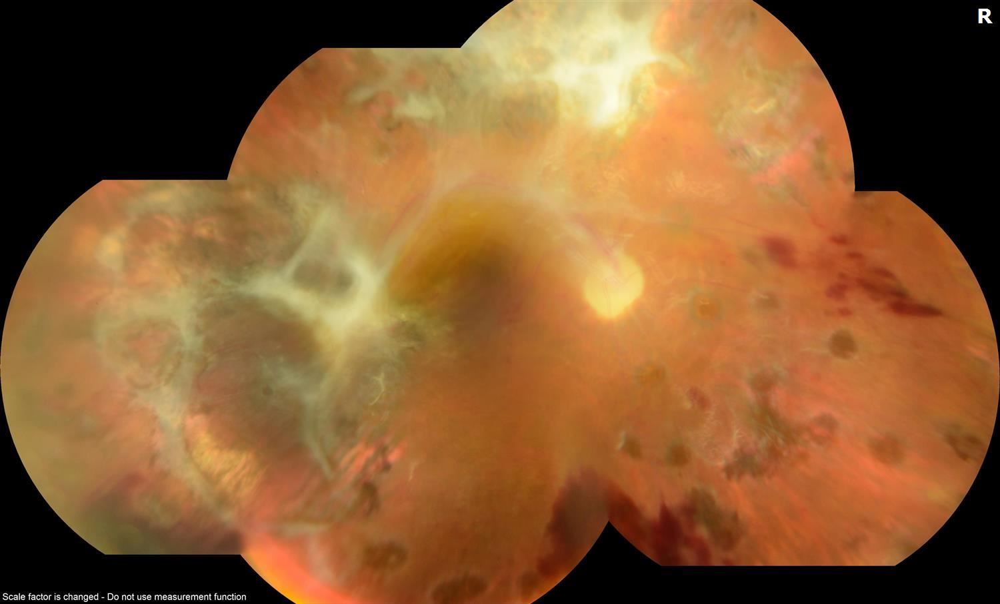 R
Scale factor is changed - Do not use measurement function